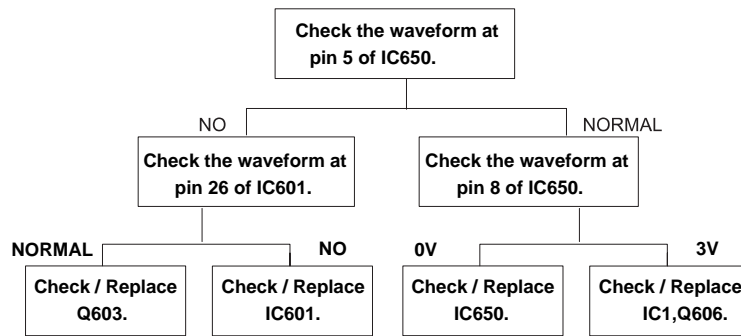 Check the waveform at
pin 5 of IC650.
NO
NORMAL
Check the waveform at
pin 26 of IC601.
Check the waveform at
pin 8 of IC650.
NORMAL
NO
0V
3V
Check / Replace
Q603.
Check / Replace
IC601.
Check / Replace
IC650.
Check / Replace
IC1,Q606.